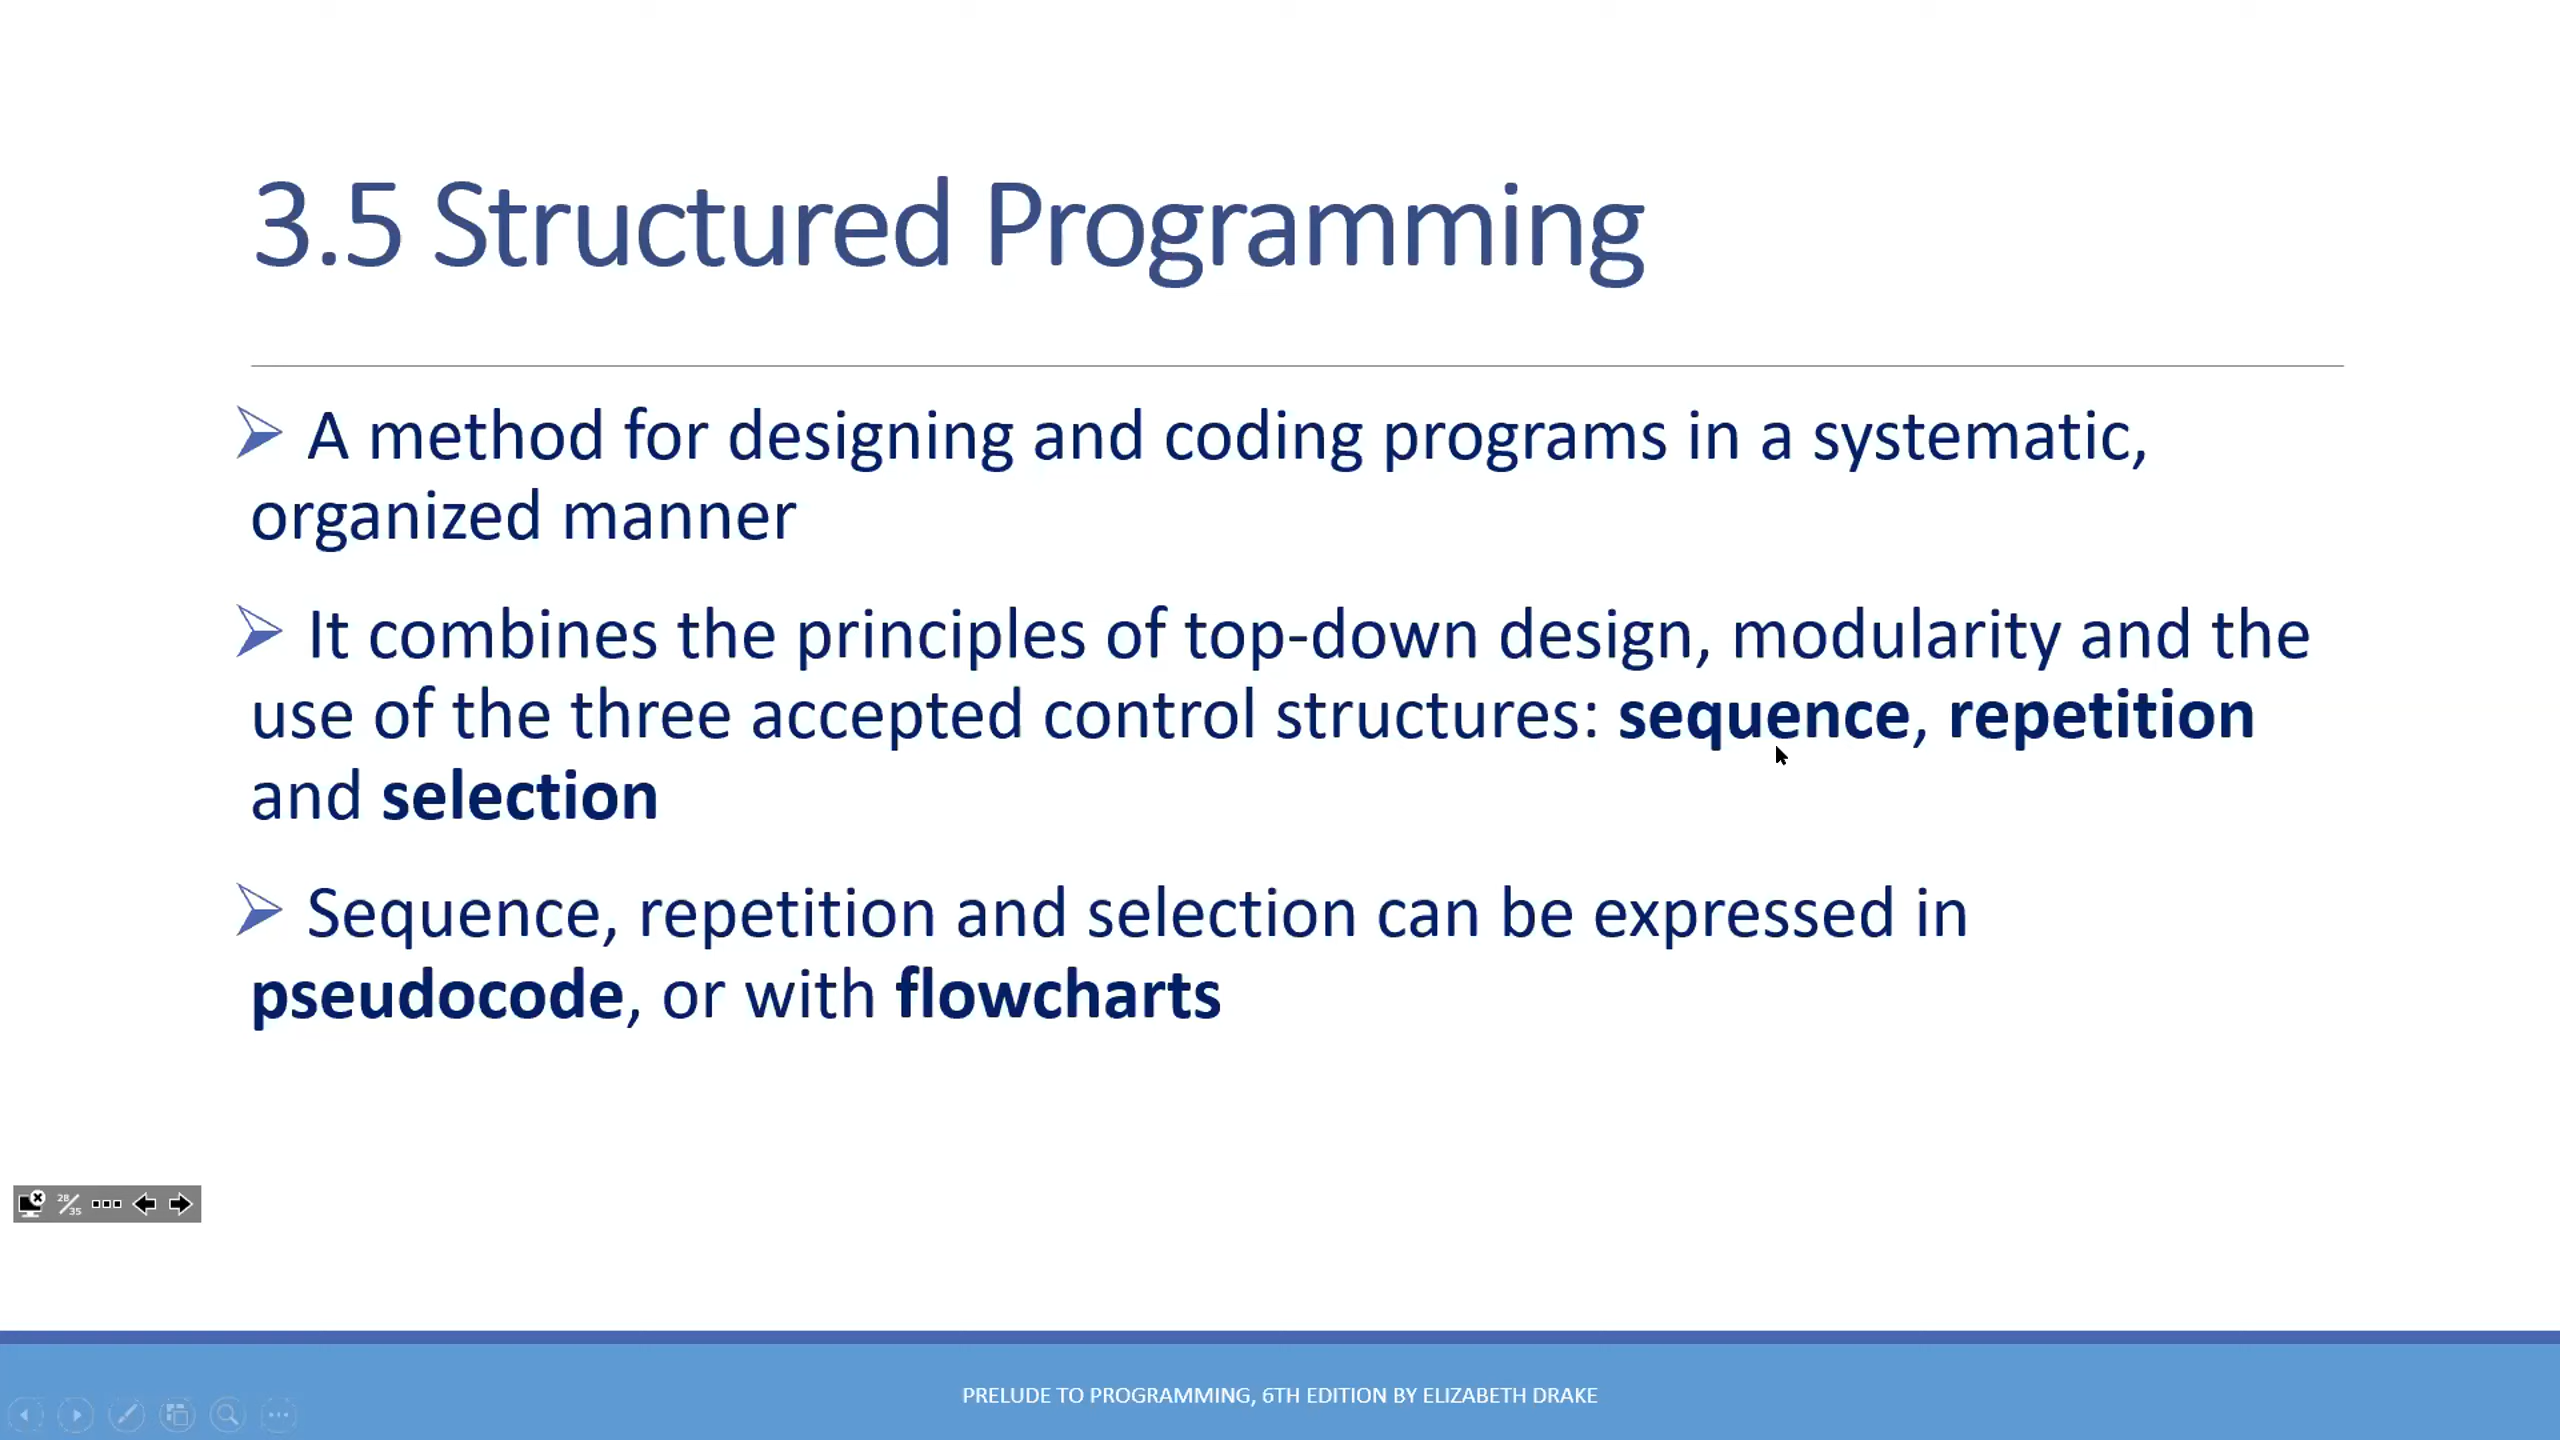 3.5 Structured Programming
A method for designing and coding programs in a systematic,
organized manner
It combines the principles of top-down design, modularity and the
use of the three accepted control structures: sequence, repetition
and selection
Sequence, repetition and selection can be expressed in
pseudocode, or with flowcharts
28/35
PRELUDE TO PROGRAMMING, 6TH EDITION BY ELIZABETH DRAKE